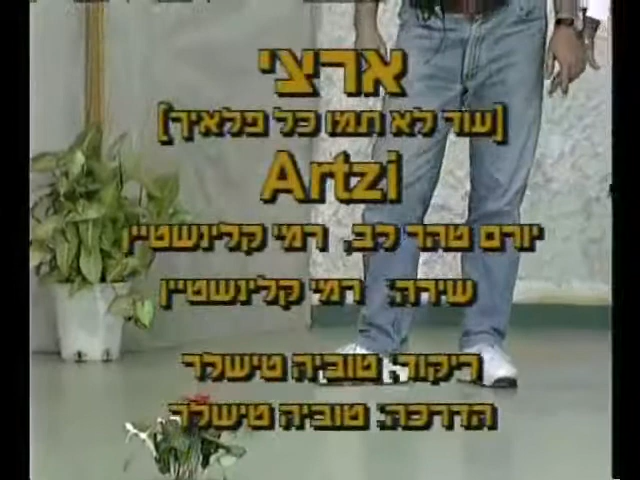 ארצי
[עוד לא תמו כל פלאיך]
Artzi
יורם טהר לב, רמי קלינשטיין
שירה: רמי קלינשטיין
ריקוד: טוביה טישלר
הדרכה: טוביה טישלר